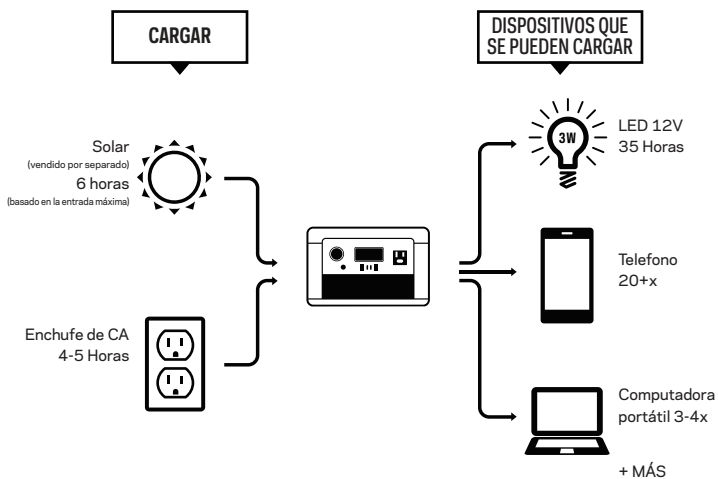 CARGAR
Solar
(vendido por separado)
6 horas
(basado en la entrada máxima)
Enchufe de CA
4-5 Horas
DISPOSITIVOS QUE
SE PUEDEN CARGAR
3W
LED 12V
35 Horas
Telefono
20+x
Computadora
portátil 3-4x
+ MÁS